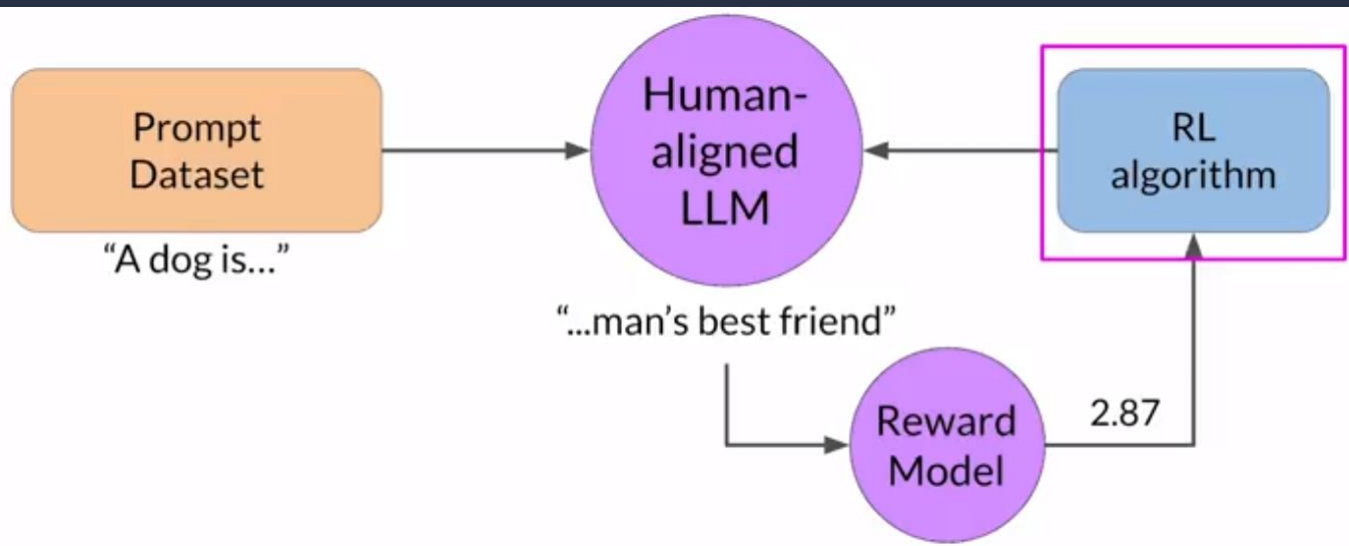 Prompt
Dataset
“A dog is...”
Human-
aligned
LLM
“...man’s best friend”
RL
algorithm
Reward
Model
2.87